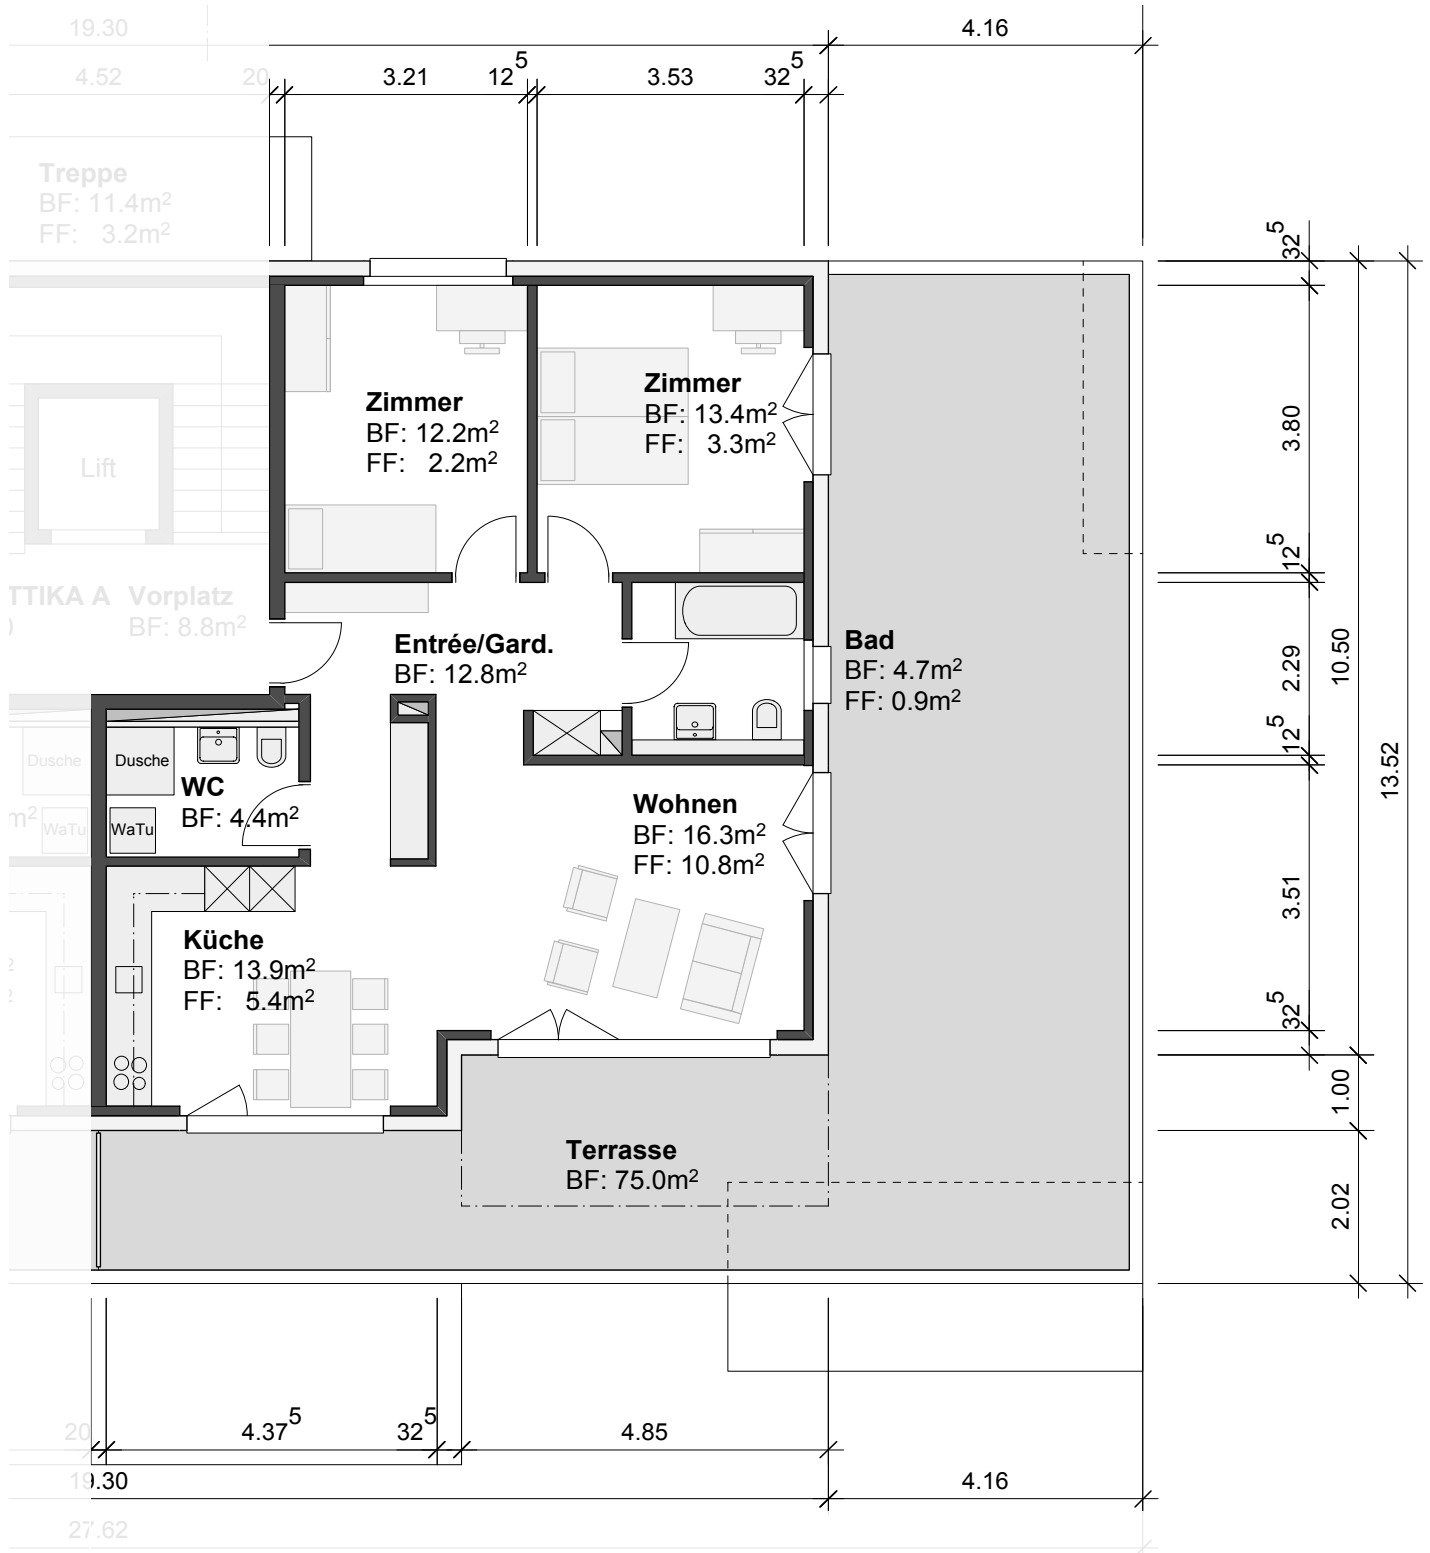 19.30
4.16
4.52
20
3.21
12⁵
3.53
32⁵
Treppe
BF: 11.4m²
FF: 3.2m²
32⁵
Zimmer
BF: 12.2m²
FF: 2.2m²
Zimmer
BF: 13.4m²
FF: 3.3m²
3.80
Lift
12⁵
TTIKA A
Vorplatz
BF: 8.8m²
Entrée/Gard.
BF: 12.8m²
Bad
BF: 4.7m²
FF: 0.9m²
2.29
10.50
12⁵
13.52
Dusche
Dusche
WC
BF: 4.4m²
m²
WaTu
WaTu
Wohnen
BF: 16.3m²
FF: 10.8m²
3.51
Küche
BF: 13.9m²
FF: 5.4m²
32⁵
1.00
Terrasse
BF: 75.0m²
2.02
20
4.37⁵
32⁵
4.85
19.30
4.16
27.62